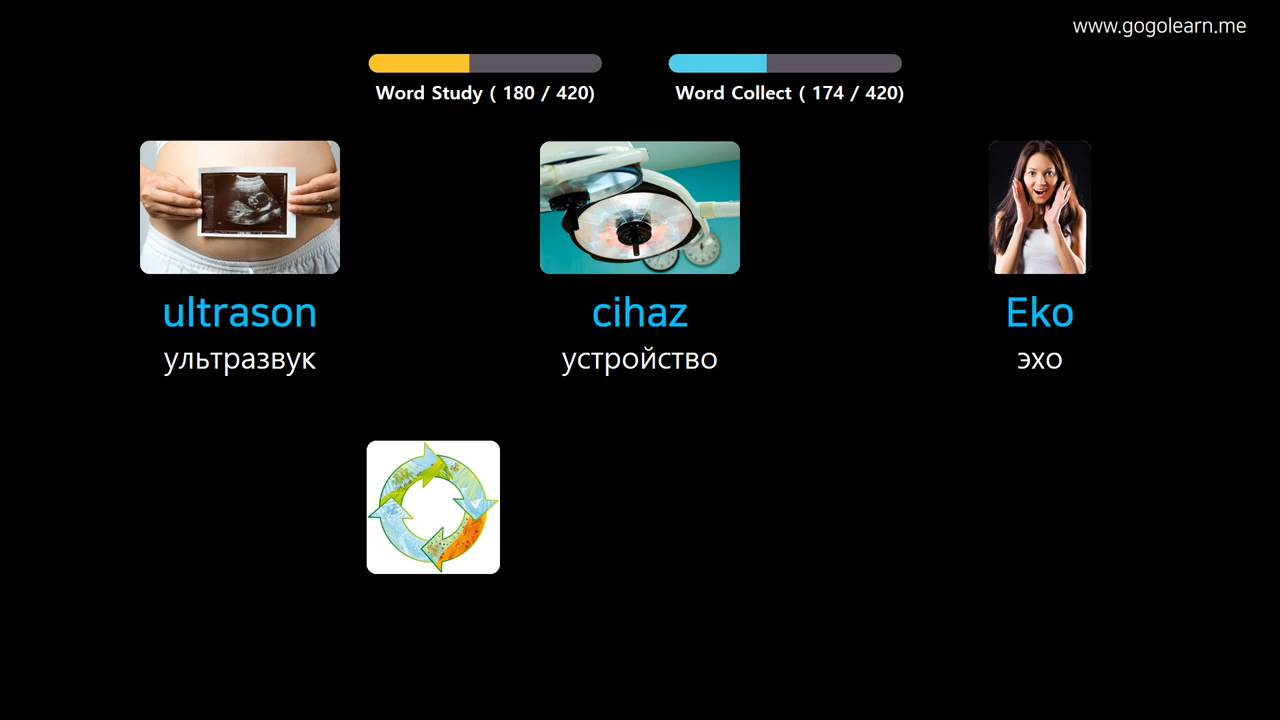 www.gogolearn.me
Word Study ( 180 / 420)
Word Collect ( 174 / 420)
ultrason
cihaz
Eko
ультразвук
устройство
эхо